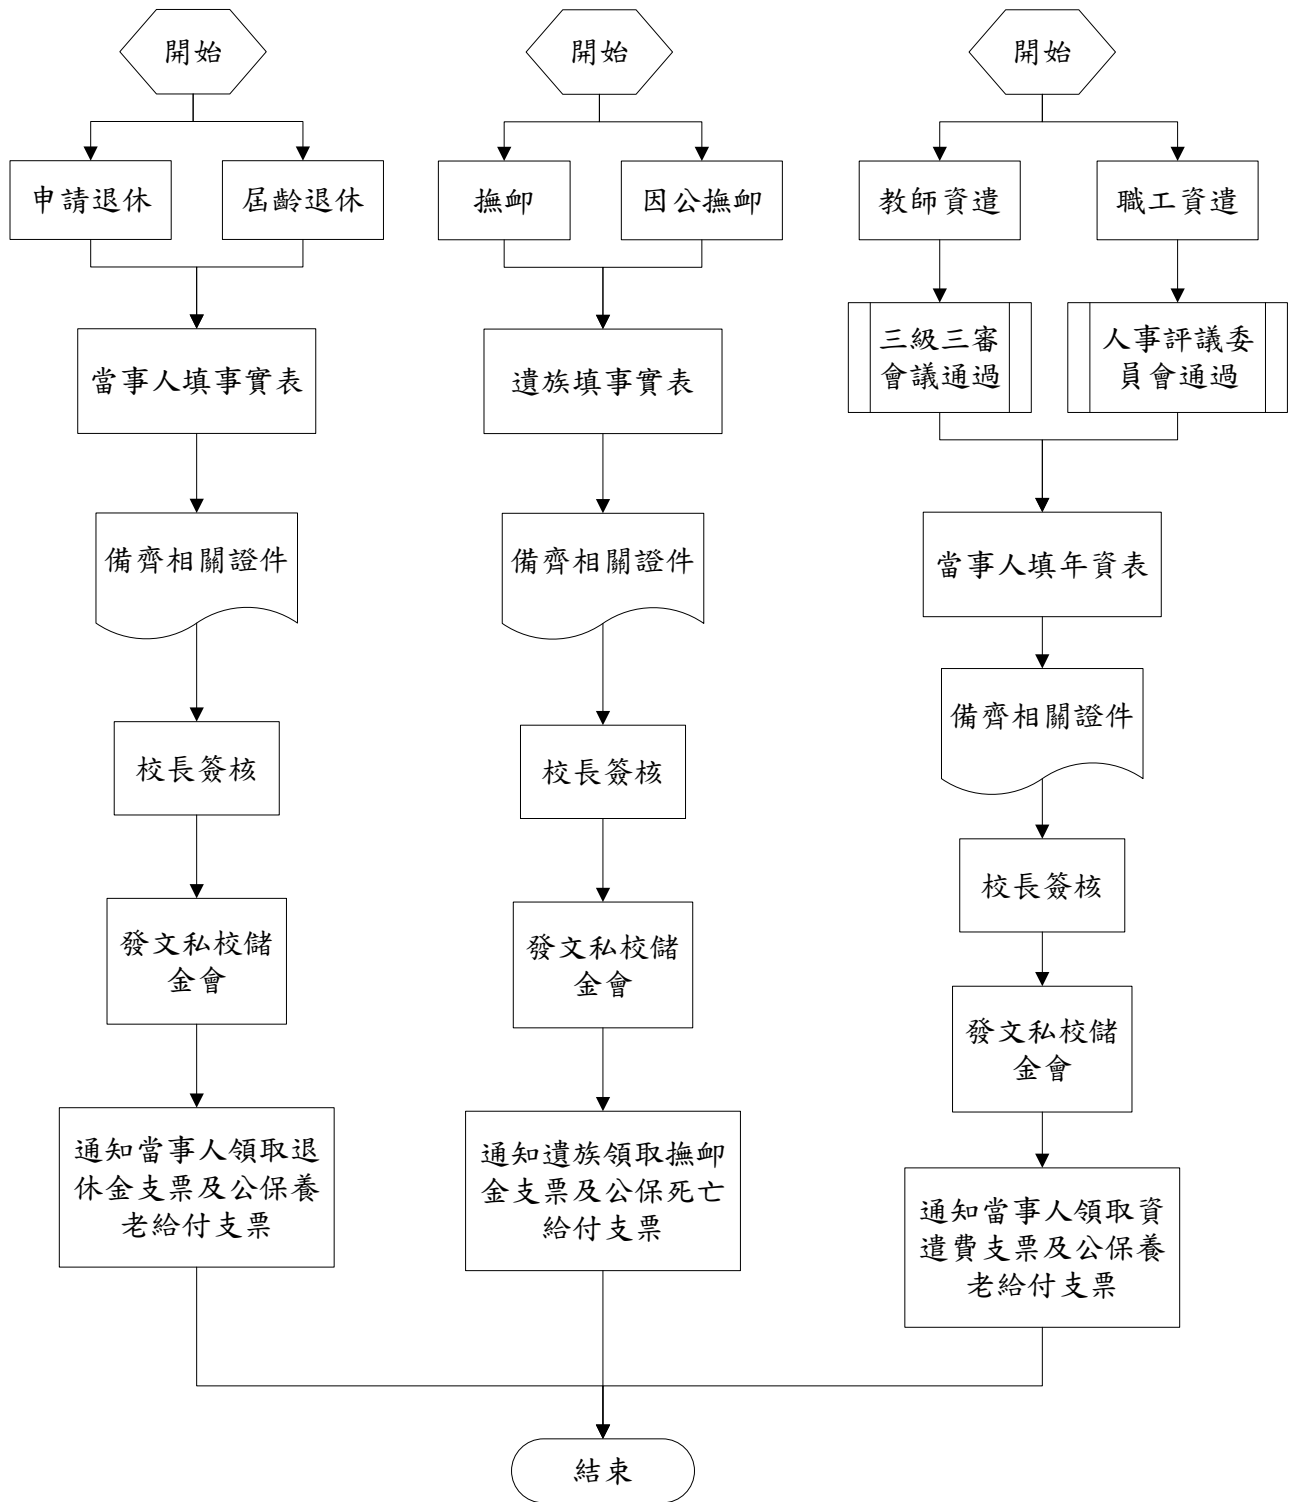 開始
申請退休
屆齡退休
當事人填事實表
備齊相關證件
校長簽核
發文私校儲
金會
通知當事人領取退
休金支票及公保養
老給付支票
開始
撫卹
因公撫卹
遺族填事實表
備齊相關證件
校長簽核
發文私校儲
金會
通知遺族領取撫卹
金支票及公保死亡
給付支票
開始
教師資遣
職工資遣
三級三審
會議通過
人事評議委
員會通過
當事人填年資表
備齊相關證件
校長簽核
發文私校儲
金會
通知當事人領取資
遣費支票及公保養
老給付支票
結束